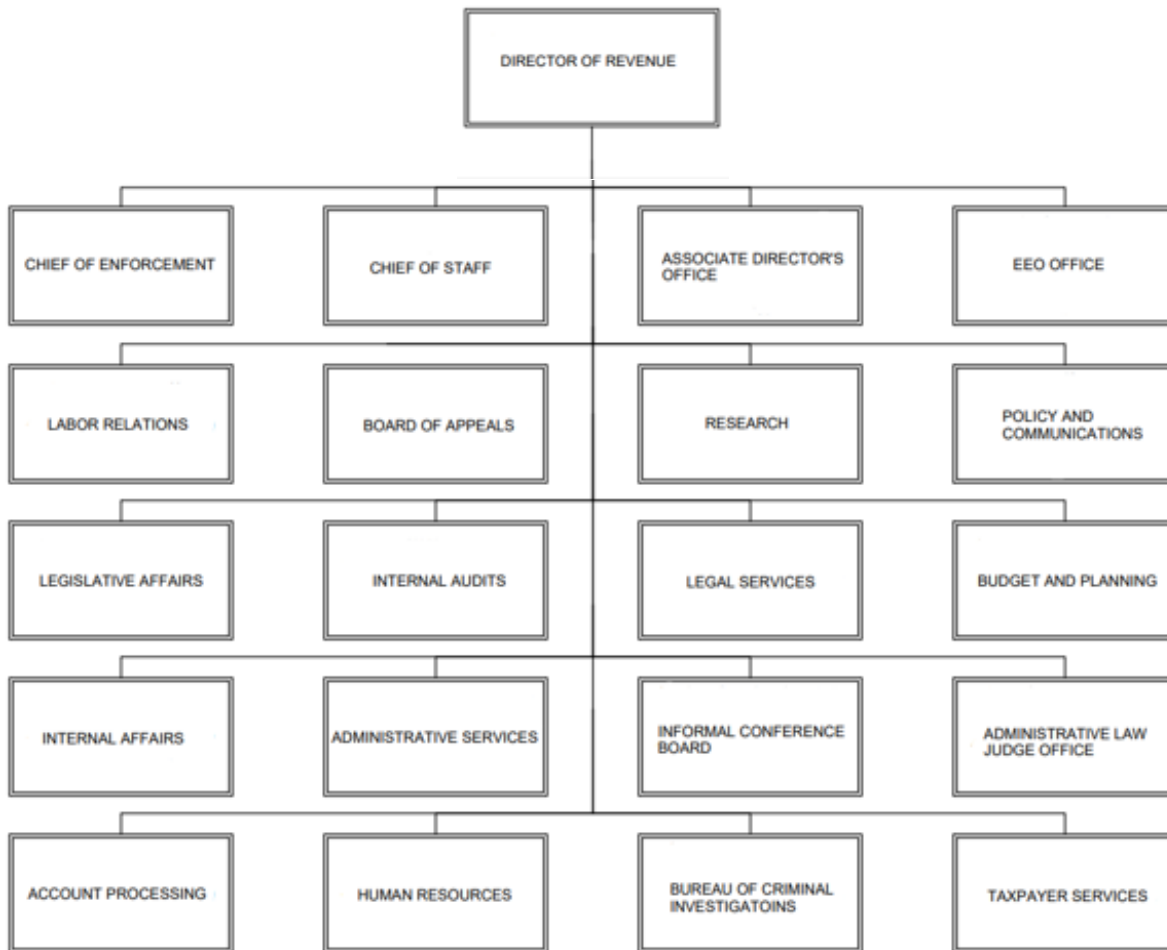 DIRECTOR OF REVENUE
CHIEF OF ENFORCEMENT
CHIEF OF STAFF
ASSOCIATE DIRECTOR'S
OFFICE
EEO OFFICE
LABOR RELATIONS
BOARD OF APPEALS
RESEARCH
POLICY AND
COMMUNICATIONS
LEGISLATIVE AFFAIRS
INTERNAL AUDITS
LEGAL SERVICES
BUDGET AND PLANNING
INTERNAL AFFAIRS
ADMINISTRATIVE SERVICES
INFORMAL CONFERENCE
BOARD
ADMINISTRATIVE LAW
JUDGE OFFICE
ACCOUNT PROCESSING
HUMAN RESOURCES
BUREAU OF CRIMINAL
INVESTIGATOINS
TAXPAYER SERVICES